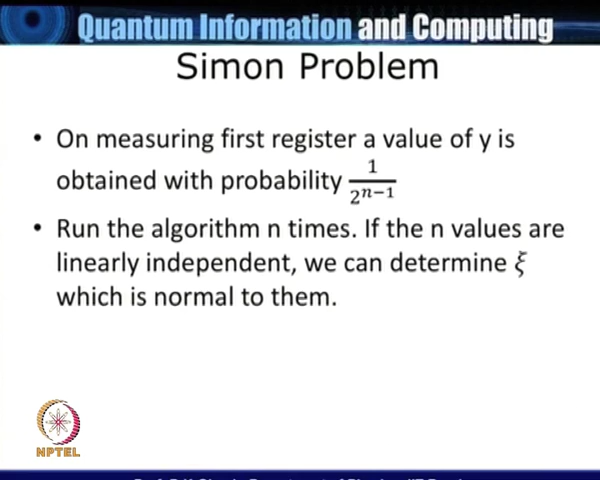 Quantum Information and Computing
Simon Problem
• On measuring first register a value of y is
obtained with probability 1/2^{n−1}
• Run the algorithm n times. If the n values are
linearly independent, we can determine ξ
which is normal to them.
NPTEL